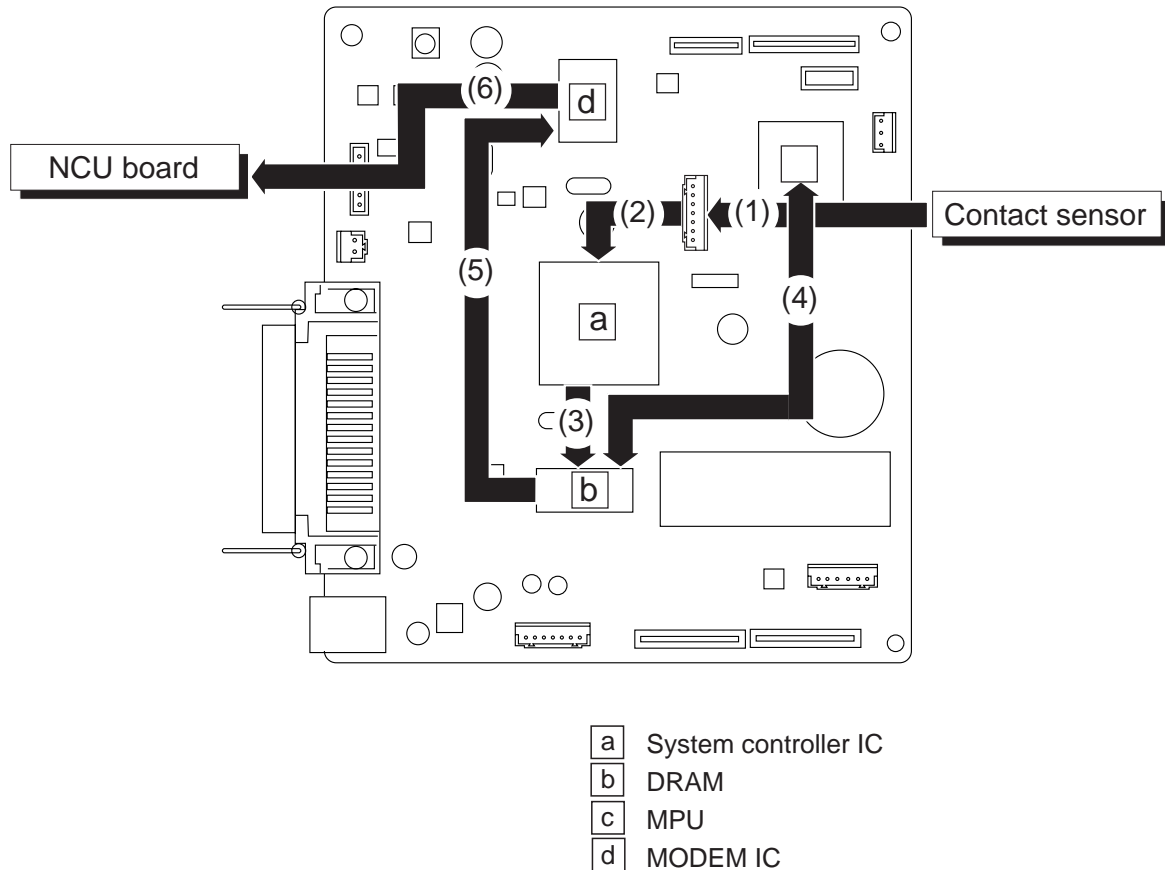 (6)
d
NCU board
(2)
(1)
Contact sensor
(5)
(4)
a
(3)
b
a System controller IC
b DRAM
c MPU
d MODEM IC